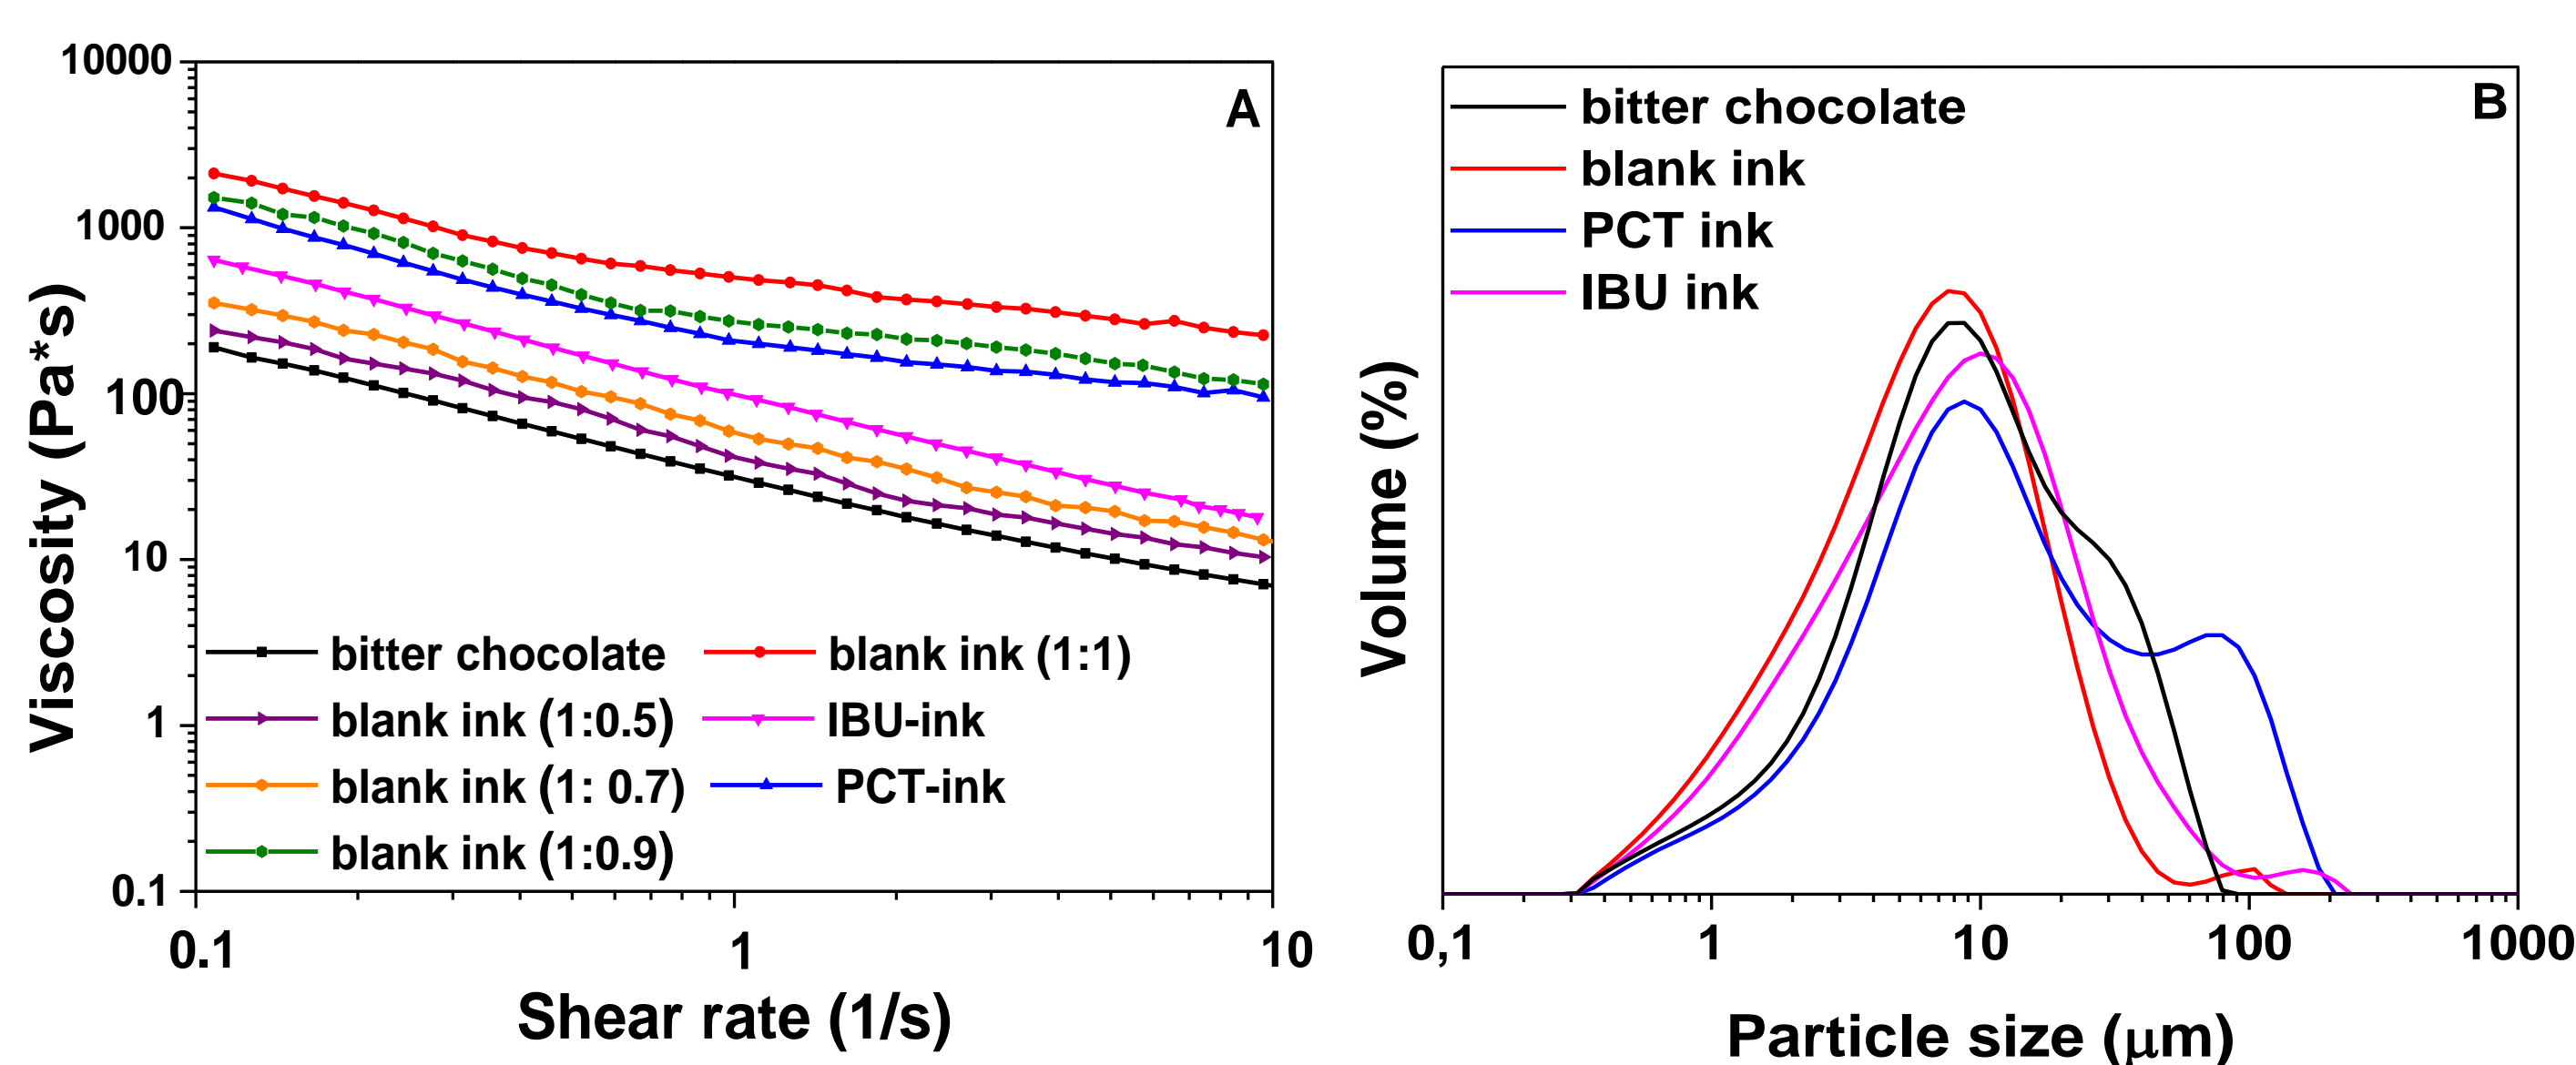 A
10000
1000
100
10
1
0.1
Viscosity (Pa*s)
bitter chocolate
blank ink (1:1)
blank ink (1:0.5)
IBU-ink
blank ink (1: 0.7)
PCT-ink
blank ink (1:0.9)
0.1
1
10
Shear rate (1/s)
B
bitter chocolate
blank ink
PCT ink
IBU ink
Volume (%)
0,1
1
10
100
1000
Particle size (μm)